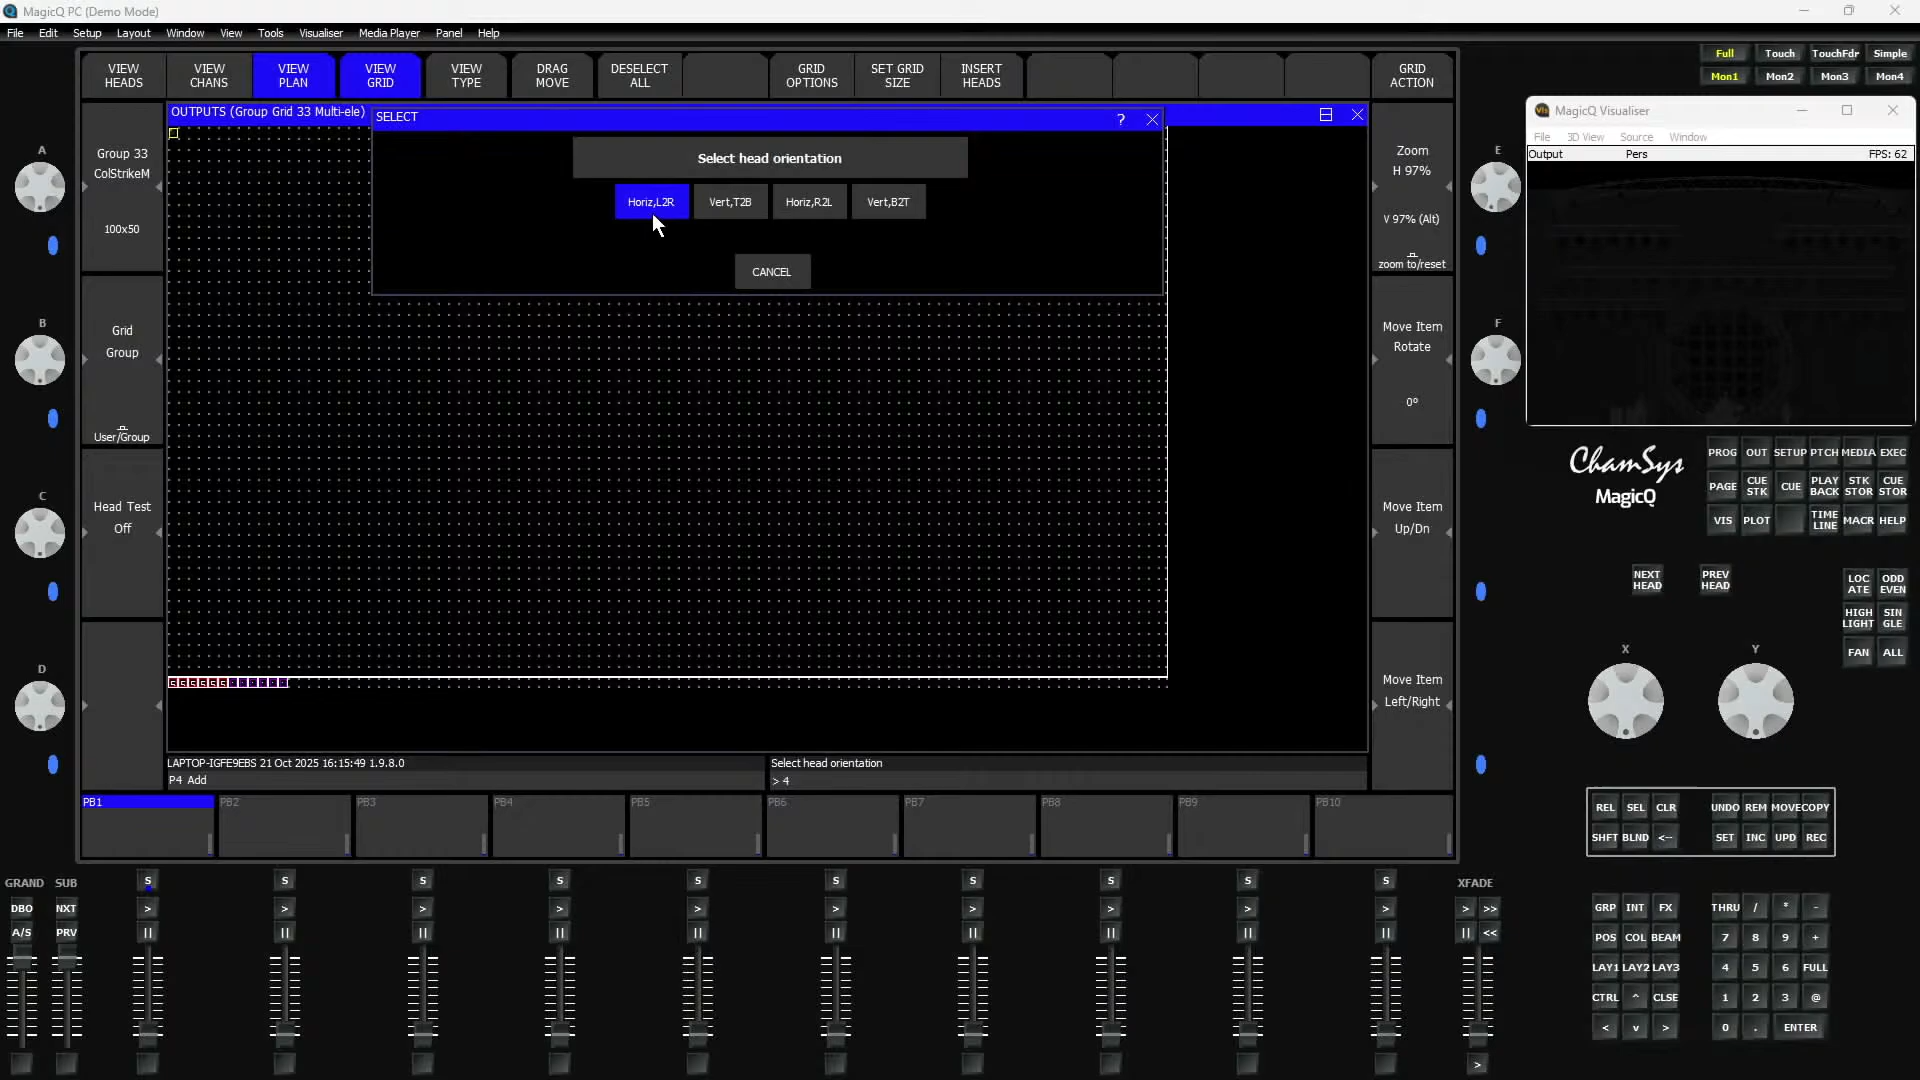 MagicQ PC (Demo Mode)
File Edit Setup Layout Window View Tools Visualiser Media Player Panel Help
VIEW HEADS
VIEW CHANS
VIEW PLAN
VIEW GRID
VIEW TYPE
DRAG MOVE
DESELECT ALL
GRID OPTIONS
SET GRID SIZE
INSERT HEADS
GRID ACTION
Full Touch TouchFdr Simple
Mon1 Mon2 Mon3 Mon4
OUTPUTS (Group Grid 33 Multi-ele)
SELECT
?
Select head orientation
Horiz,L2R Vert,T2B Horiz,R2L Vert,B2T
CANCEL
A
B
C
D
Group 33
ColStrikeM
100x50
Grid
Group
User/Group
Head Test
Off
Zoom
H 97%
V 97% (Alt)
zoom to/reset
Move Item
Rotate
0º
Move Item
Up/Dn
Move Item
Left/Right
E
F
MagicQ Visualiser
File 3D View Source Window
Output Pers FPS: 62
ChamSys
MagicQ
PROG OUT SETUP PTCH MEDIA EXEC
PAGE CUE STK CUE PLAY BACK STK STOR CUE STOR
VIS PLOT TIME LINE MACR HELP
NEXT HEAD PREV HEAD
LOC ATE ODD EVEN
HIGH LIGHT SIN GLE
FAN ALL
X Y
LAPTOP-IGFE9EBS 21 Oct 2025 16:15:49 1.9.8.0
P4 Add
Select head orientation
> 4
PB1 PB2 PB3 PB4 PB5 PB6 PB7 PB8 PB9 PB10
REL SEL CLR UNDO REM MOVE COPY
SHFT BLND <-- SET INC UPD REC
GRAND SUB
DBO NXT
A/S PRV
S S S S S S S S S S
> > > > > > > > > >
|| || || || || || || || || ||
XFADE
> >>
|| <<
>
GRP INT FX THRU / * -
POS COL BEAM 7 8 9 +
LAY1 LAY2 LAY3 4 5 6 FULL
CTRL ^ CLSE 1 2 3 @
< v > 0 . ENTER